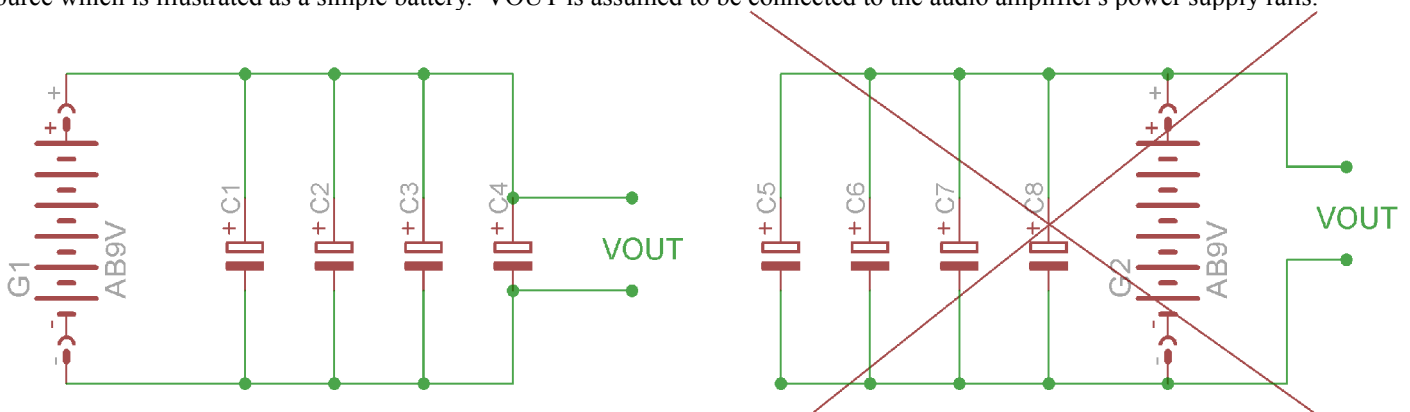 ource which is illustrated as a simple battery. VOUT is assumed to be connected to the audio amplifier's power supply rails.
+
+
G1
AB9V
-
-
+ C1
+ C2
+ C3
+ C4
VOUT
+ C5
+ C6
+ C7
+ C8
+
+
G2
AB9V
-
-
VOUT